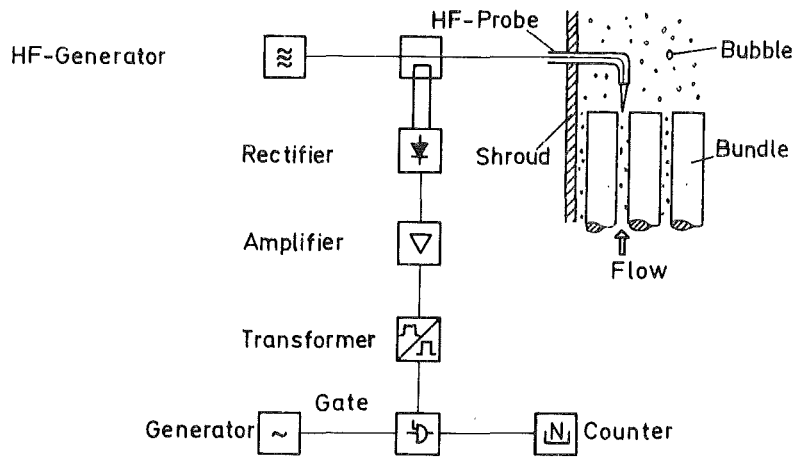 HF-Probe
HF-Generator
Bubble
Rectifier
Shroud
Bundle
Amplifier
Flow
Transformer
Gate
Generator
N
Counter